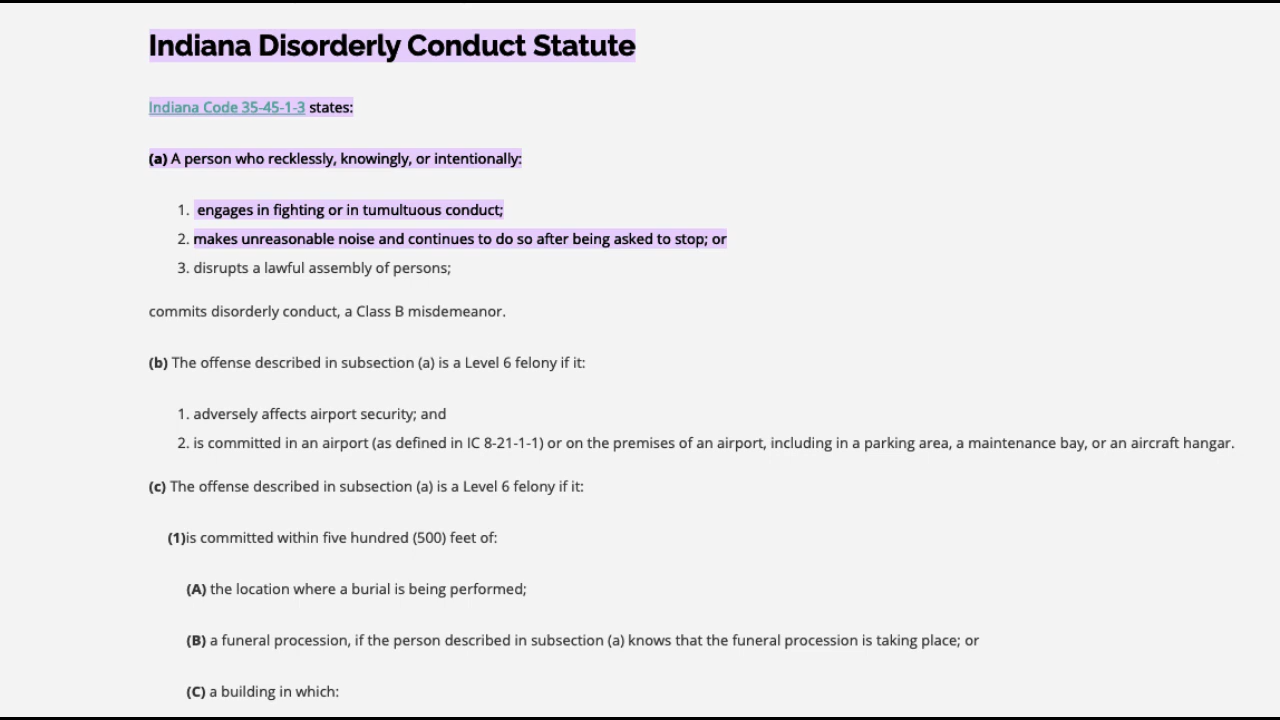 Indiana Disorderly Conduct Statute
Indiana Code 35-45-1-3 states:
(a) A person who recklessly, knowingly, or intentionally:
1. engages in fighting or in tumultuous conduct;
2. makes unreasonable noise and continues to do so after being asked to stop; or
3. disrupts a lawful assembly of persons;
commits disorderly conduct, a Class B misdemeanor.
(b) The offense described in subsection (a) is a Level 6 felony if it:
1. adversely affects airport security; and
2. is committed in an airport (as defined in IC 8-21-1-1) or on the premises of an airport, including in a parking area, a maintenance bay, or an aircraft hangar.
(c) The offense described in subsection (a) is a Level 6 felony if it:
(1)is committed within five hundred (500) feet of:
(A) the location where a burial is being performed;
(B) a funeral procession, if the person described in subsection (a) knows that the funeral procession is taking place; or
(C) a building in which: